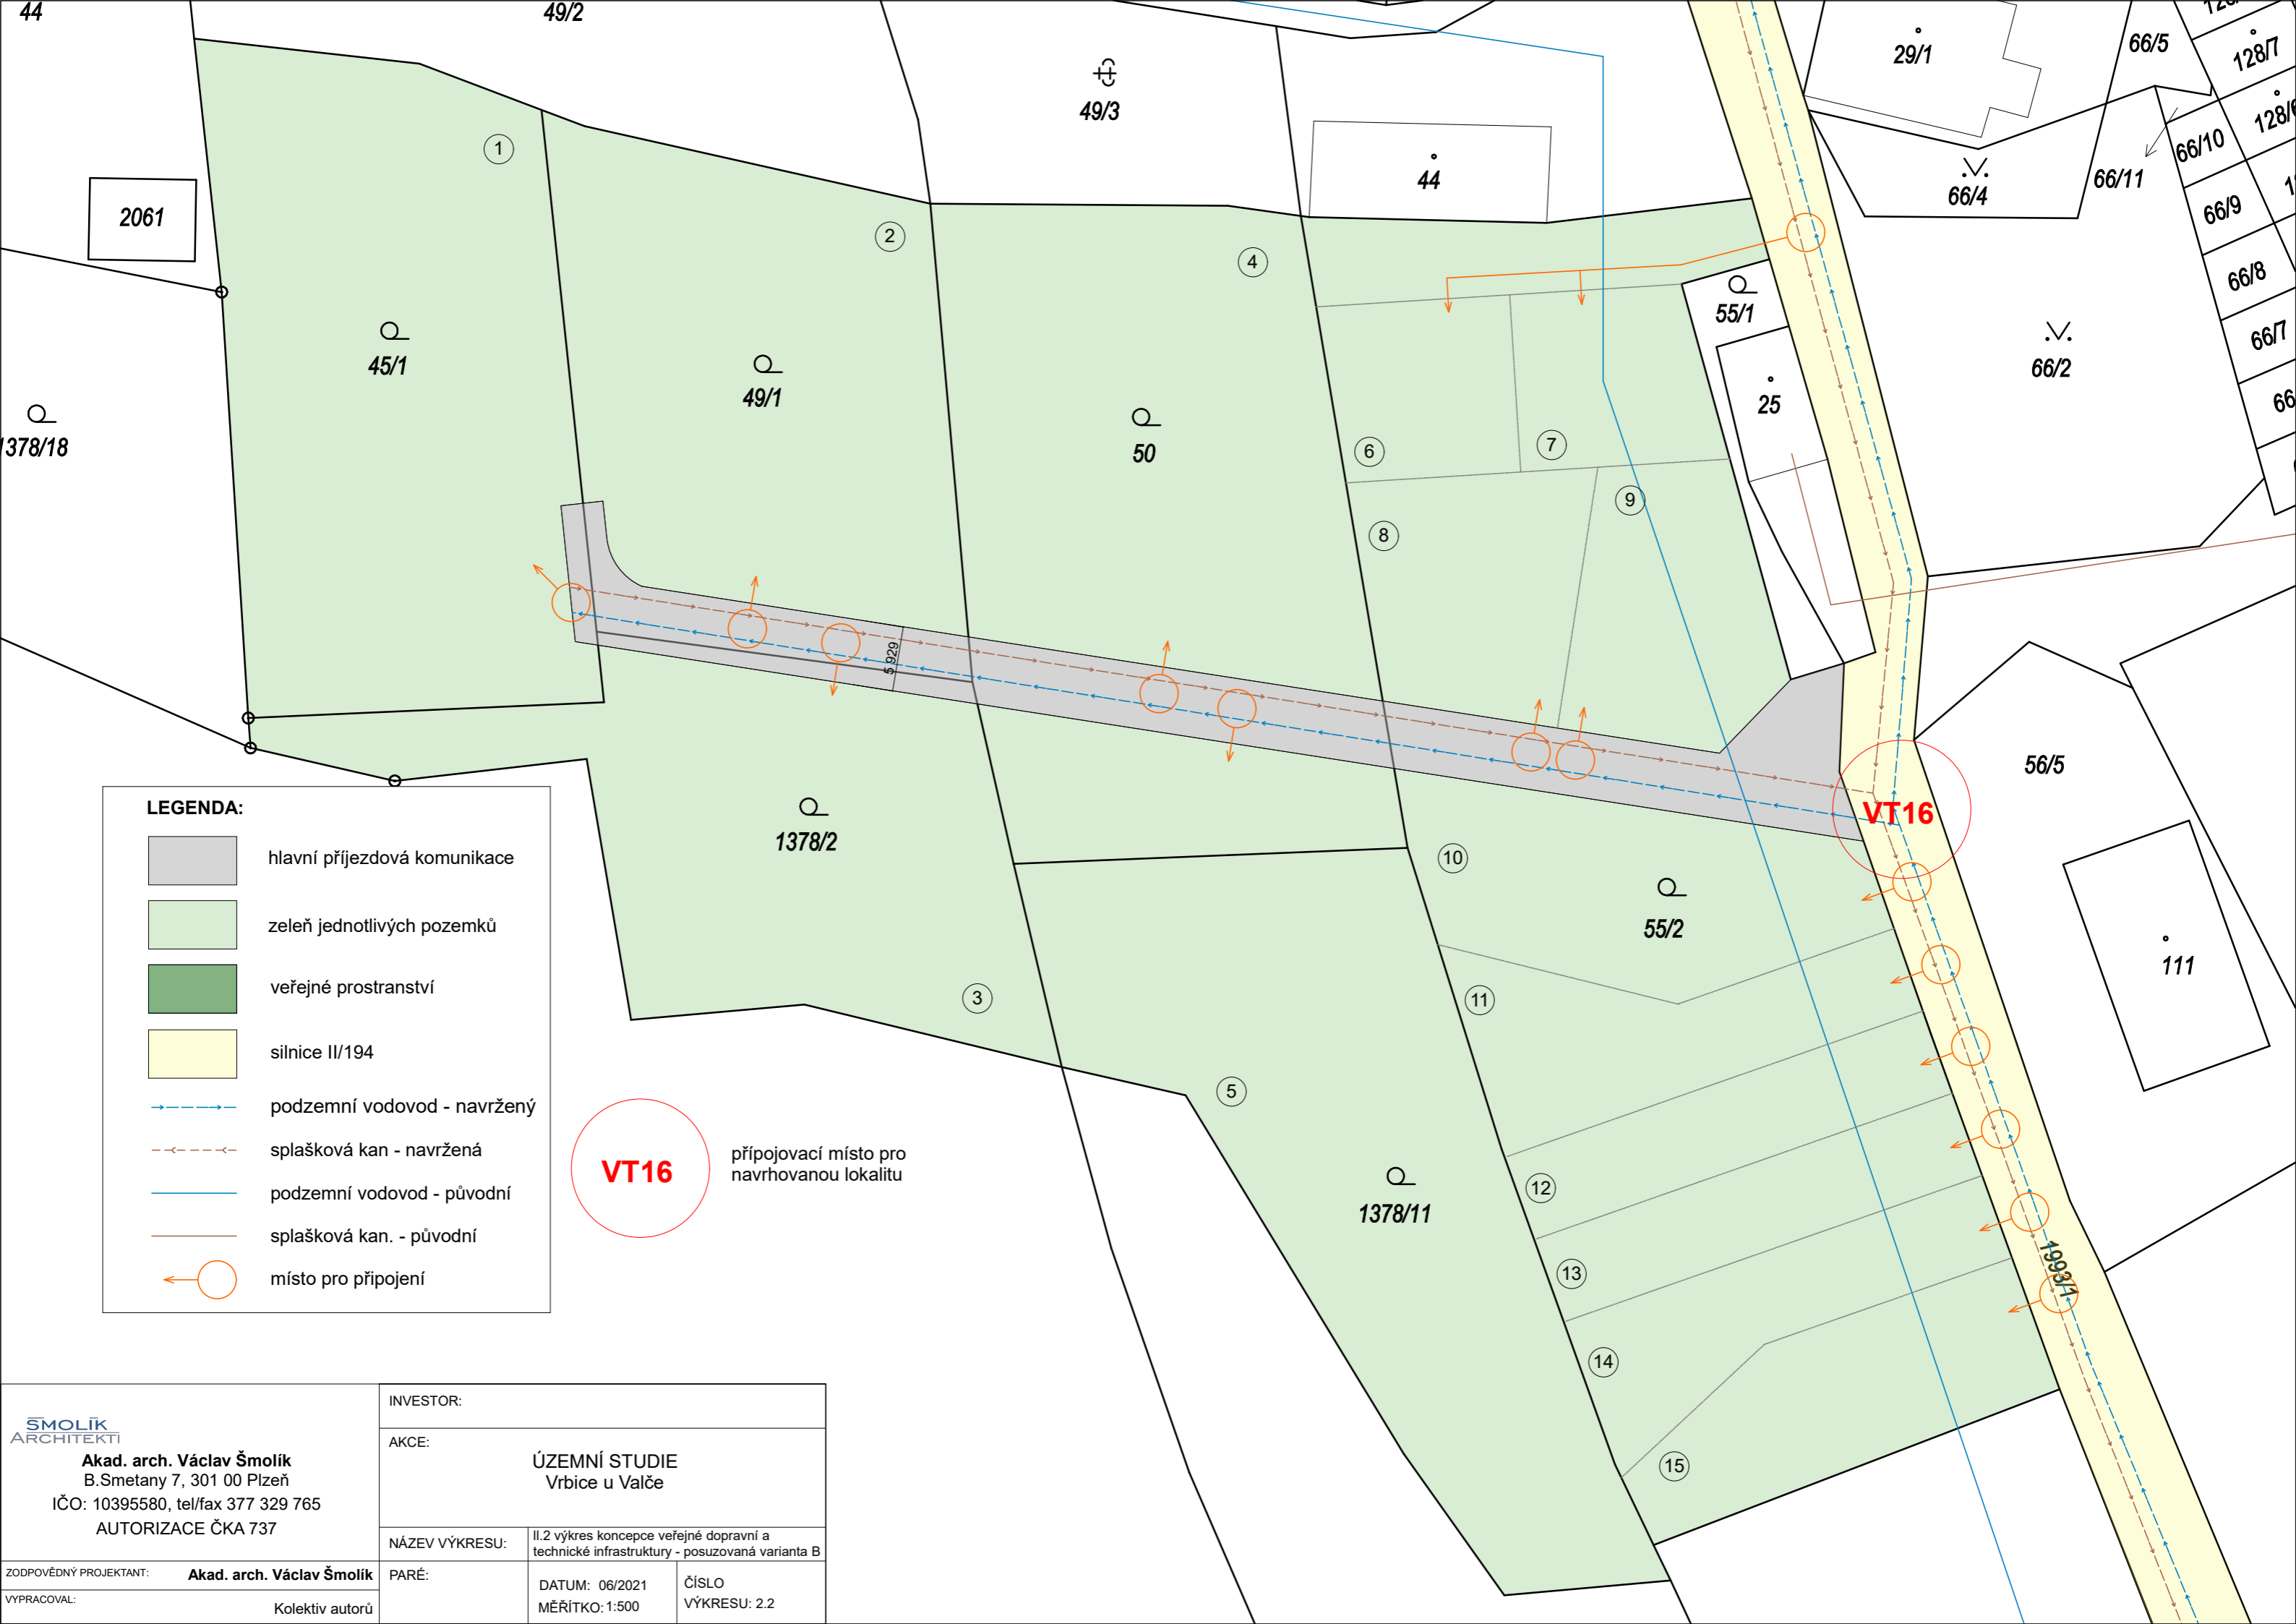 44
49/2
49/3
44
29/1
66/5
128/7
66/10
66/11
66/4
66/9
66/8
66/7
66/2
2061
1
2
4
45/1
49/1
50
55/1
25
1378/18
6
7
8
9
5 929
VT16
56/5
111
1378/2
10
55/2
3
11
5
12
1378/11
13
1993/1
14
15
LEGENDA:
hlavní příjezdová komunikace
zeleň jednotlivých pozemků
veřejné prostranství
silnice II/194
podzemní vodovod - navržený
splašková kan - navržená
podzemní vodovod - původní
splašková kan. - původní
místo pro připojení
VT16
přípojovací místo pro
navrhovanou lokalitu
ŠMOLÍK
ARCHITEKTI
Akad. arch. Václav Šmolík
B.Smetany 7, 301 00 Plzeň
IČO: 10395580, tel/fax 377 329 765
AUTORIZACE ČKA 737
ZODPOVĚDNÝ PROJEKTANT: Akad. arch. Václav Šmolík
VYPRACOVAL: Kolektiv autorů
INVESTOR:
AKCE:
ÚZEMNÍ STUDIE
Vrbice u Valče
NÁZEV VÝKRESU:
II.2 výkres koncepce veřejné dopravní a
technické infrastruktury - posuzovaná varianta B
PARÉ:
DATUM: 06/2021
MĚŘÍTKO: 1:500
ČÍSLO
VÝKRESU: 2.2